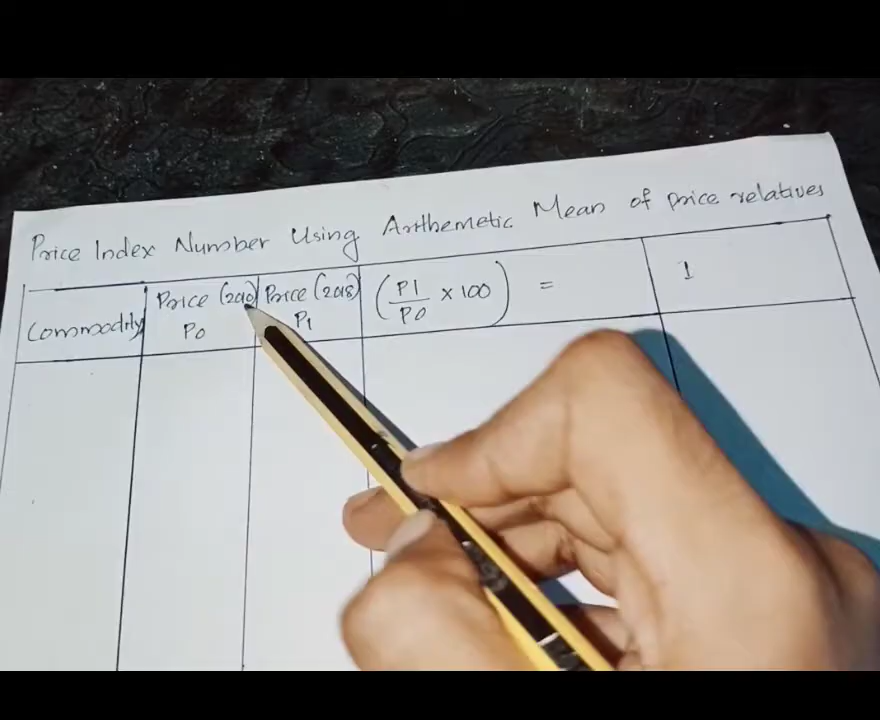 Price Index Number Using Arithemetic Mean of price relatives
Commodity
Price (2010)
P0
Price (2018)
P1
(P1/P0 × 100) =
1